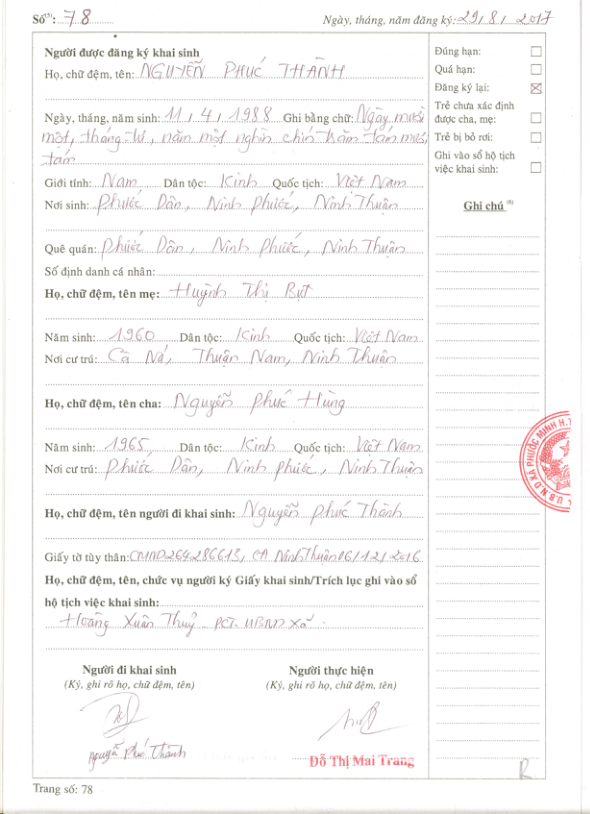 Số⁽⁵⁾: 78 Ngày, tháng, năm đăng ký: 29/8/2017
Người được đăng ký khai sinh
Họ, chữ đệm, tên: NGUYỄN PHÚC THÀNH
Ngày, tháng, năm sinh: 11/4/1988 Ghi bằng chữ: Ngày mười
một, tháng tư, năm một nghìn chín trăm tám mươi
tám
Giới tính: Nam Dân tộc: Kinh Quốc tịch: Việt Nam
Nơi sinh: Phước Dân, Ninh Phước, Ninh Thuận
Quê quán: Phước Dân, Ninh Phước, Ninh Thuận
Số định danh cá nhân:
Họ, chữ đệm, tên mẹ: Huỳnh Thị Bụt
Năm sinh: 1960 Dân tộc: Kinh Quốc tịch: Việt Nam
Nơi cư trú: Cà Ná, Thuận Nam, Ninh Thuận
Họ, chữ đệm, tên cha: Nguyễn Phúc Hùng
Năm sinh: 1965 Dân tộc: Kinh Quốc tịch: Việt Nam
Nơi cư trú: Phước Dân, Ninh Phước, Ninh Thuận
Họ, chữ đệm, tên người đi khai sinh: Nguyễn Phúc Thành
Giấy tờ tùy thân: CMND 264286613, CA Ninh Thuận 06/12/2016
Họ, chữ đệm, tên, chức vụ người ký Giấy khai sinh/Trích lục ghi vào sổ
hộ tịch việc khai sinh:
Hoàng Xuân Thuỷ - PCT. UBND Xã.
Người đi khai sinh Người thực hiện
(Ký, ghi rõ họ, chữ đệm, tên) (Ký, ghi rõ họ, chữ đệm, tên)
Nguyễn Phúc Thành Đỗ Thị Mai Trang
Trang số: 78
Đúng hạn:
Quá hạn:
Đăng ký lại: ☒
Trẻ chưa xác định
được cha, mẹ:
Trẻ bị bỏ rơi:
Ghi vào sổ hộ tịch
việc khai sinh:
Ghi chú ⁽⁶⁾
U.B.N.D XÃ PHƯỚC MINH H.T
R